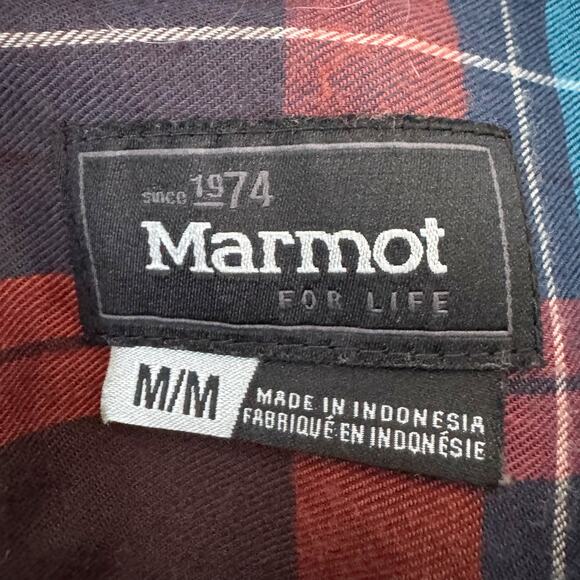 since 1974
Marmot
FOR LIFE
M/M
MADE IN INDONESIA
FABRIQUÉ EN INDONÉSIE